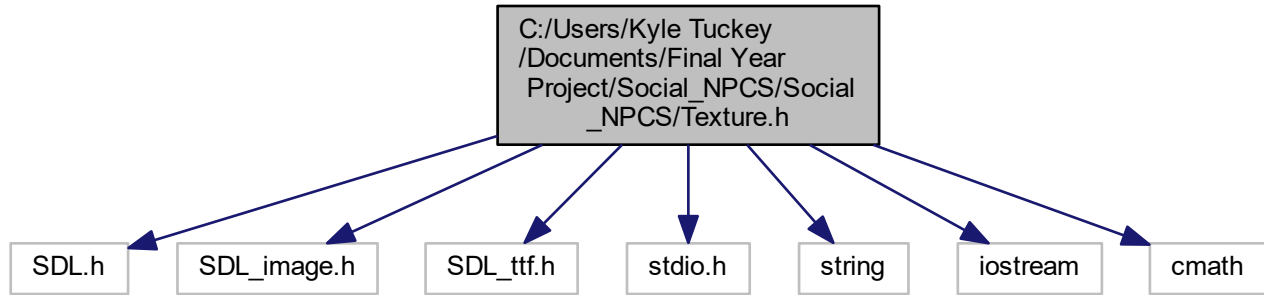 C:/Users/Kyle Tuckey
/Documents/Final Year
Project/Social_NPCS/Social
_NPCS/Texture.h
SDL.h
SDL_image.h
SDL_ttf.h
stdio.h
string
iostream
cmath